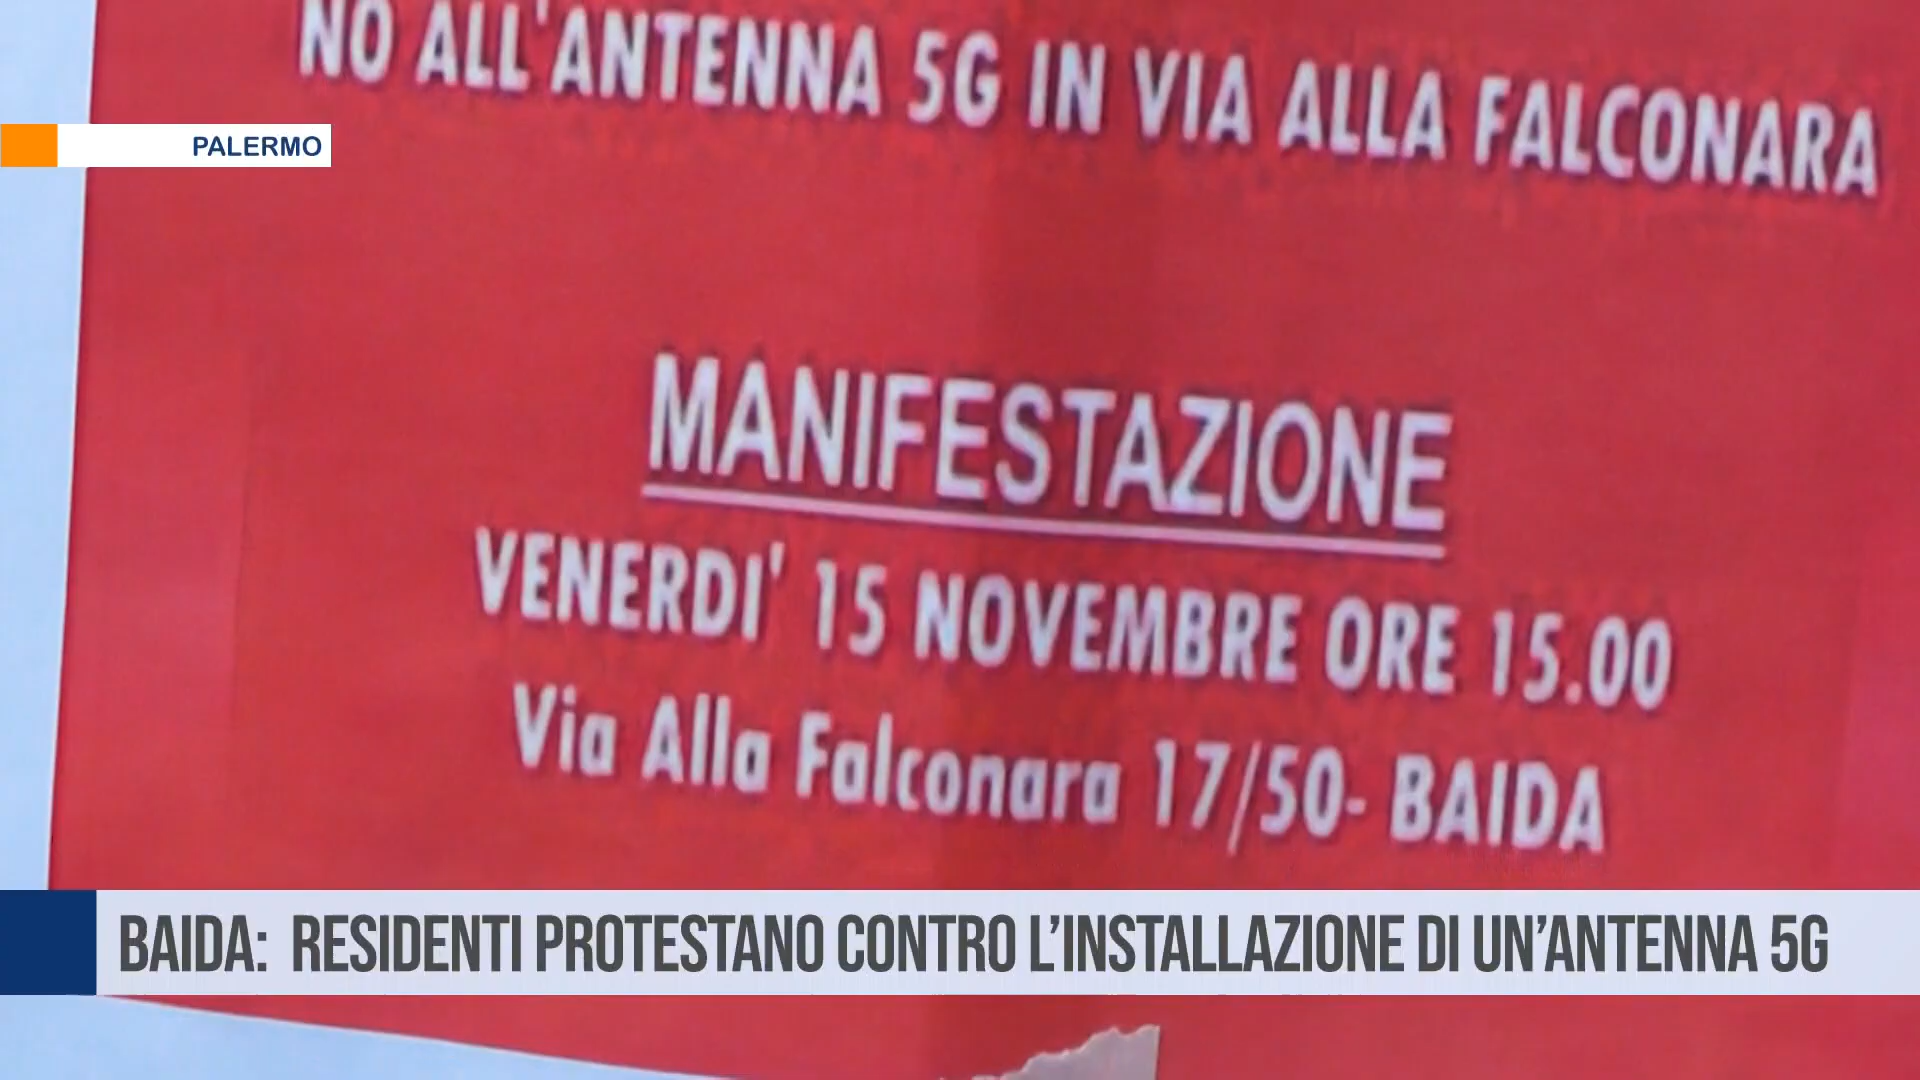 NO ALL'ANTENNA 5G IN VIA ALLA FALCONARA
PALERMO
MANIFESTAZIONE
VENERDI' 15 NOVEMBRE ORE 15.00
Via Alla Falconara 17/50- BAIDA
BAIDA: RESIDENTI PROTESTANO CONTRO L’INSTALLAZIONE DI UN’ANTENNA 5G